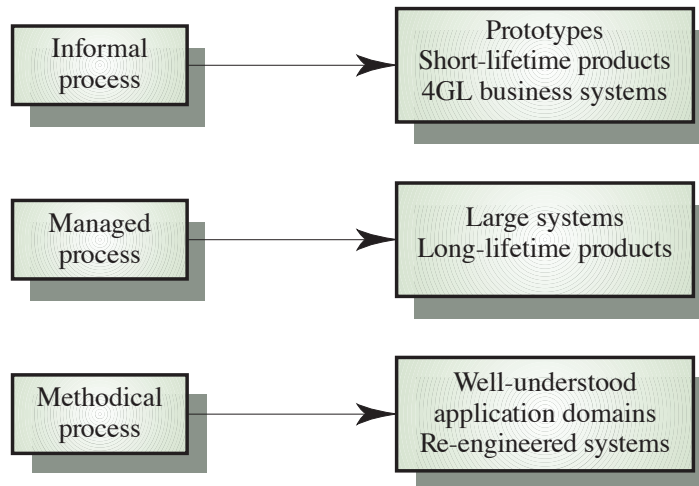 Informal
process
Prototypes
Short-lifetime products
4GL business systems
Managed
process
Large systems
Long-lifetime products
Methodical
process
Well-understood
application domains
Re-engineered systems